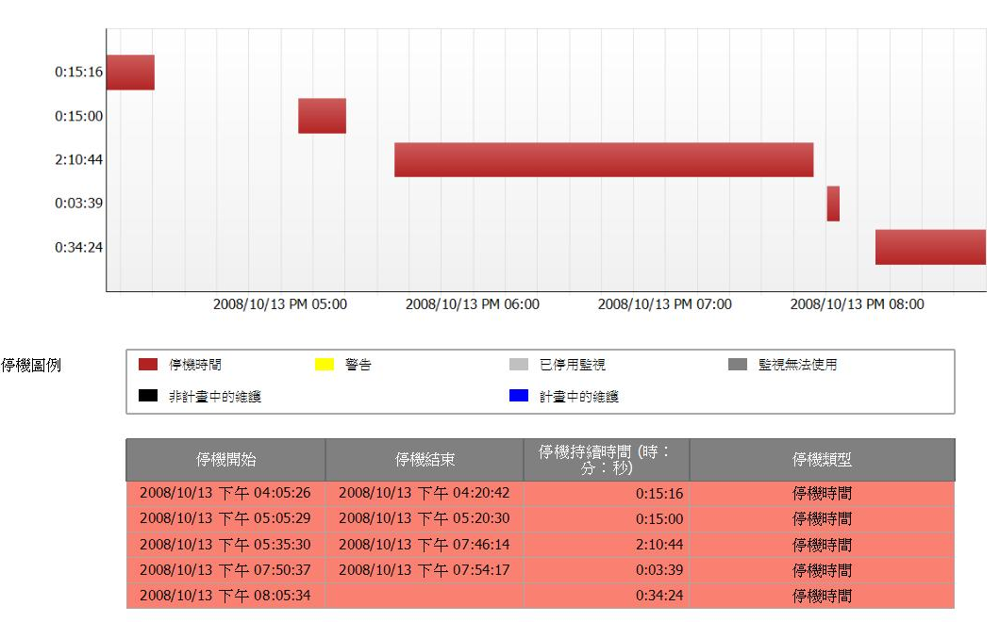 0:15:16
0:15:00
2:10:44
0:03:39
0:34:24
2008/10/13 PM 05:00 2008/10/13 PM 06:00 2008/10/13 PM 07:00 2008/10/13 PM 08:00
停機圖例
停機時間 警告 已停用監視 監視無法使用
非計畫中的維護 計畫中的維護
停機開始 停機結束 停機持續時間 (時：
分：秒) 停機類型
2008/10/13 下午 04:05:26 2008/10/13 下午 04:20:42 0:15:16 停機時間
2008/10/13 下午 05:05:29 2008/10/13 下午 05:20:30 0:15:00 停機時間
2008/10/13 下午 05:35:30 2008/10/13 下午 07:46:14 2:10:44 停機時間
2008/10/13 下午 07:50:37 2008/10/13 下午 07:54:17 0:03:39 停機時間
2008/10/13 下午 08:05:34 0:34:24 停機時間